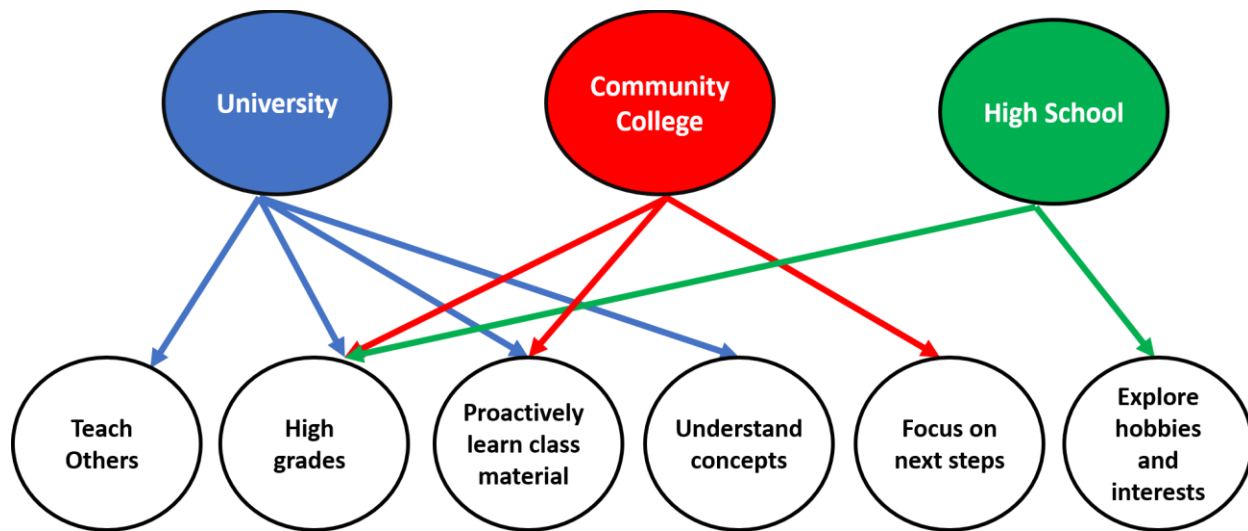 University
Community
College
High School
Teach
Others
High
grades
Proactively
learn class
material
Understand
concepts
Focus on
next steps
Explore
hobbies
and
interests